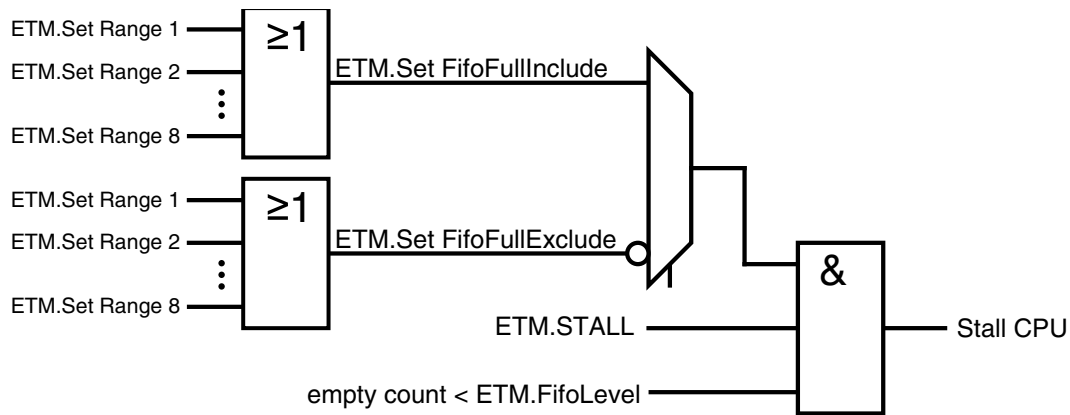 ETM.Set Range 1
≥1
ETM.Set Range 2
ETM.Set FifoFullInclude
ETM.Set Range 8
ETM.Set Range 1
≥1
ETM.Set Range 2
ETM.Set FifoFullExclude
&
ETM.Set Range 8
ETM.STALL
Stall CPU
empty count < ETM.FifoLevel